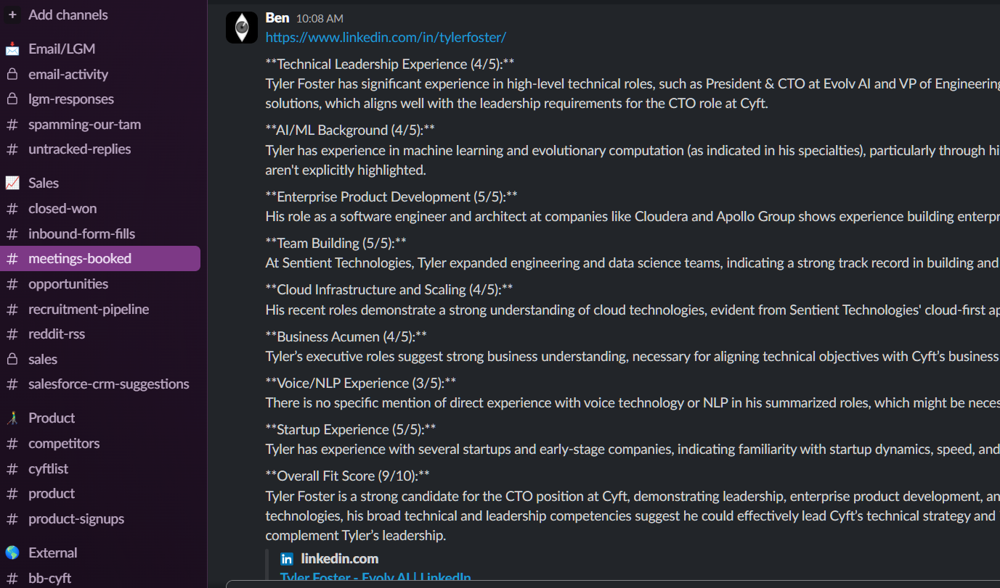 + Add channels
Email/LGM
email-activity
lgm-responses
# spamming-our-tam
# untracked-replies
Sales
# closed-won
# inbound-form-fills
# meetings-booked
# opportunities
# recruitment-pipeline
# reddit-rss
sales
# salesforce-crm-suggestions
Product
# competitors
# cyftlist
# product
# product-signups
External
# bb-cyft
Ben 10:08 AM
https://www.linkedin.com/in/tylerfoster/
**Technical Leadership Experience (4/5):**
Tyler Foster has significant experience in high-level technical roles, such as President & CTO at Evolv AI and VP of Engineering
solutions, which aligns well with the leadership requirements for the CTO role at Cyft.
**AI/ML Background (4/5):**
Tyler has experience in machine learning and evolutionary computation (as indicated in his specialties), particularly through hi
aren't explicitly highlighted.
**Enterprise Product Development (5/5):**
His role as a software engineer and architect at companies like Cloudera and Apollo Group shows experience building enterpr
**Team Building (5/5):**
At Sentient Technologies, Tyler expanded engineering and data science teams, indicating a strong track record in building and
**Cloud Infrastructure and Scaling (4/5):**
His recent roles demonstrate a strong understanding of cloud technologies, evident from Sentient Technologies' cloud-first ap
**Business Acumen (4/5):**
Tyler’s executive roles suggest strong business understanding, necessary for aligning technical objectives with Cyft’s business
**Voice/NLP Experience (3/5):**
There is no specific mention of direct experience with voice technology or NLP in his summarized roles, which might be neces
**Startup Experience (5/5):**
Tyler has experience with several startups and early-stage companies, indicating familiarity with startup dynamics, speed, and
**Overall Fit Score (9/10):**
Tyler Foster is a strong candidate for the CTO position at Cyft, demonstrating leadership, enterprise product development, an
technologies, his broad technical and leadership competencies suggest he could effectively lead Cyft’s technical strategy and
complement Tyler’s leadership.
in linkedin.com
Tyler Foster - Evolv AI | LinkedIn